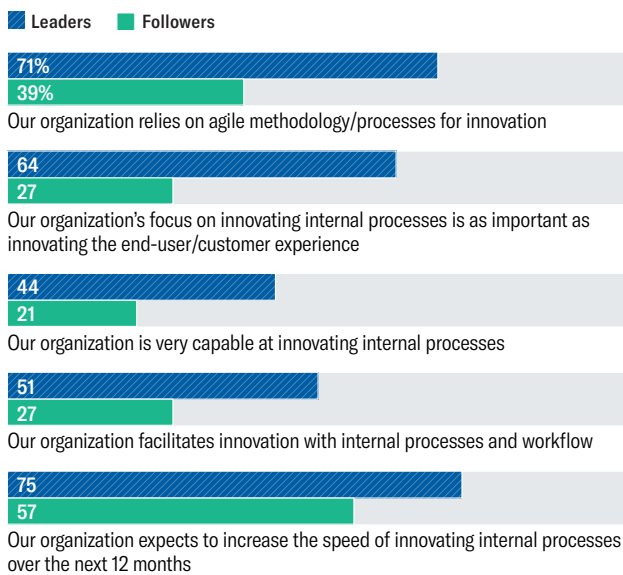 Leaders Followers
71%
39%
Our organization relies on agile methodology/processes for innovation
64
27
Our organization's focus on innovating internal processes is as important as
innovating the end-user/customer experience
44
21
Our organization is very capable at innovating internal processes
51
27
Our organization facilitates innovation with internal processes and workflow
75
57
Our organization expects to increase the speed of innovating internal processes
over the next 12 months